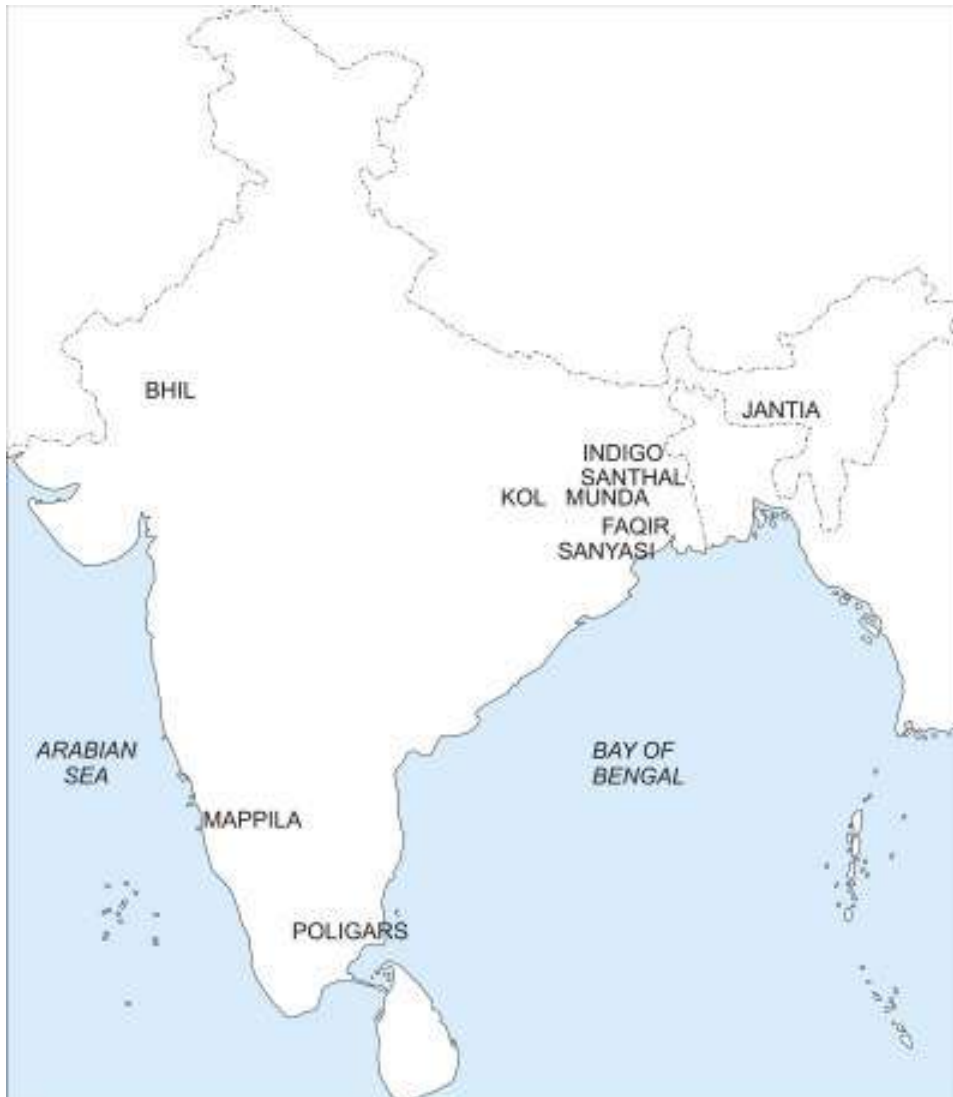 BHIL
JANTIA
INDIGO
SANTHAL
KOL MUNDA
FAQIR
SANYASI
ARABIAN
SEA
BAY OF
BENGAL
MAPPILA
POLIGARS